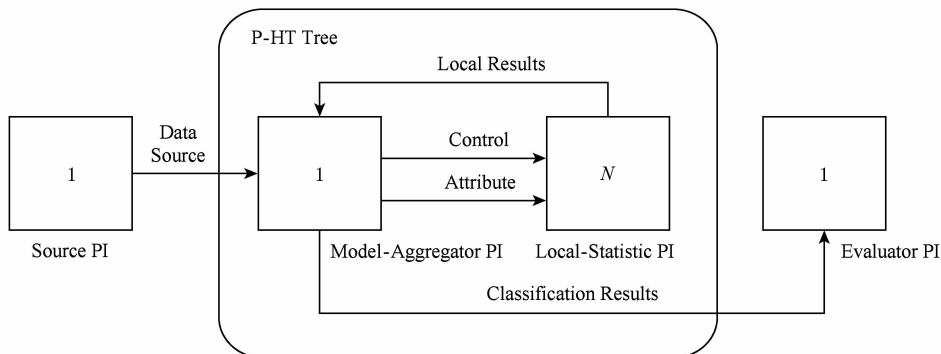 P-HT Tree
Local Results
Data
Source
Control
Attribute
1
1
N
1
Source PI
Model-Aggregator PI
Local-Statistic PI
Evaluator PI
Classification Results